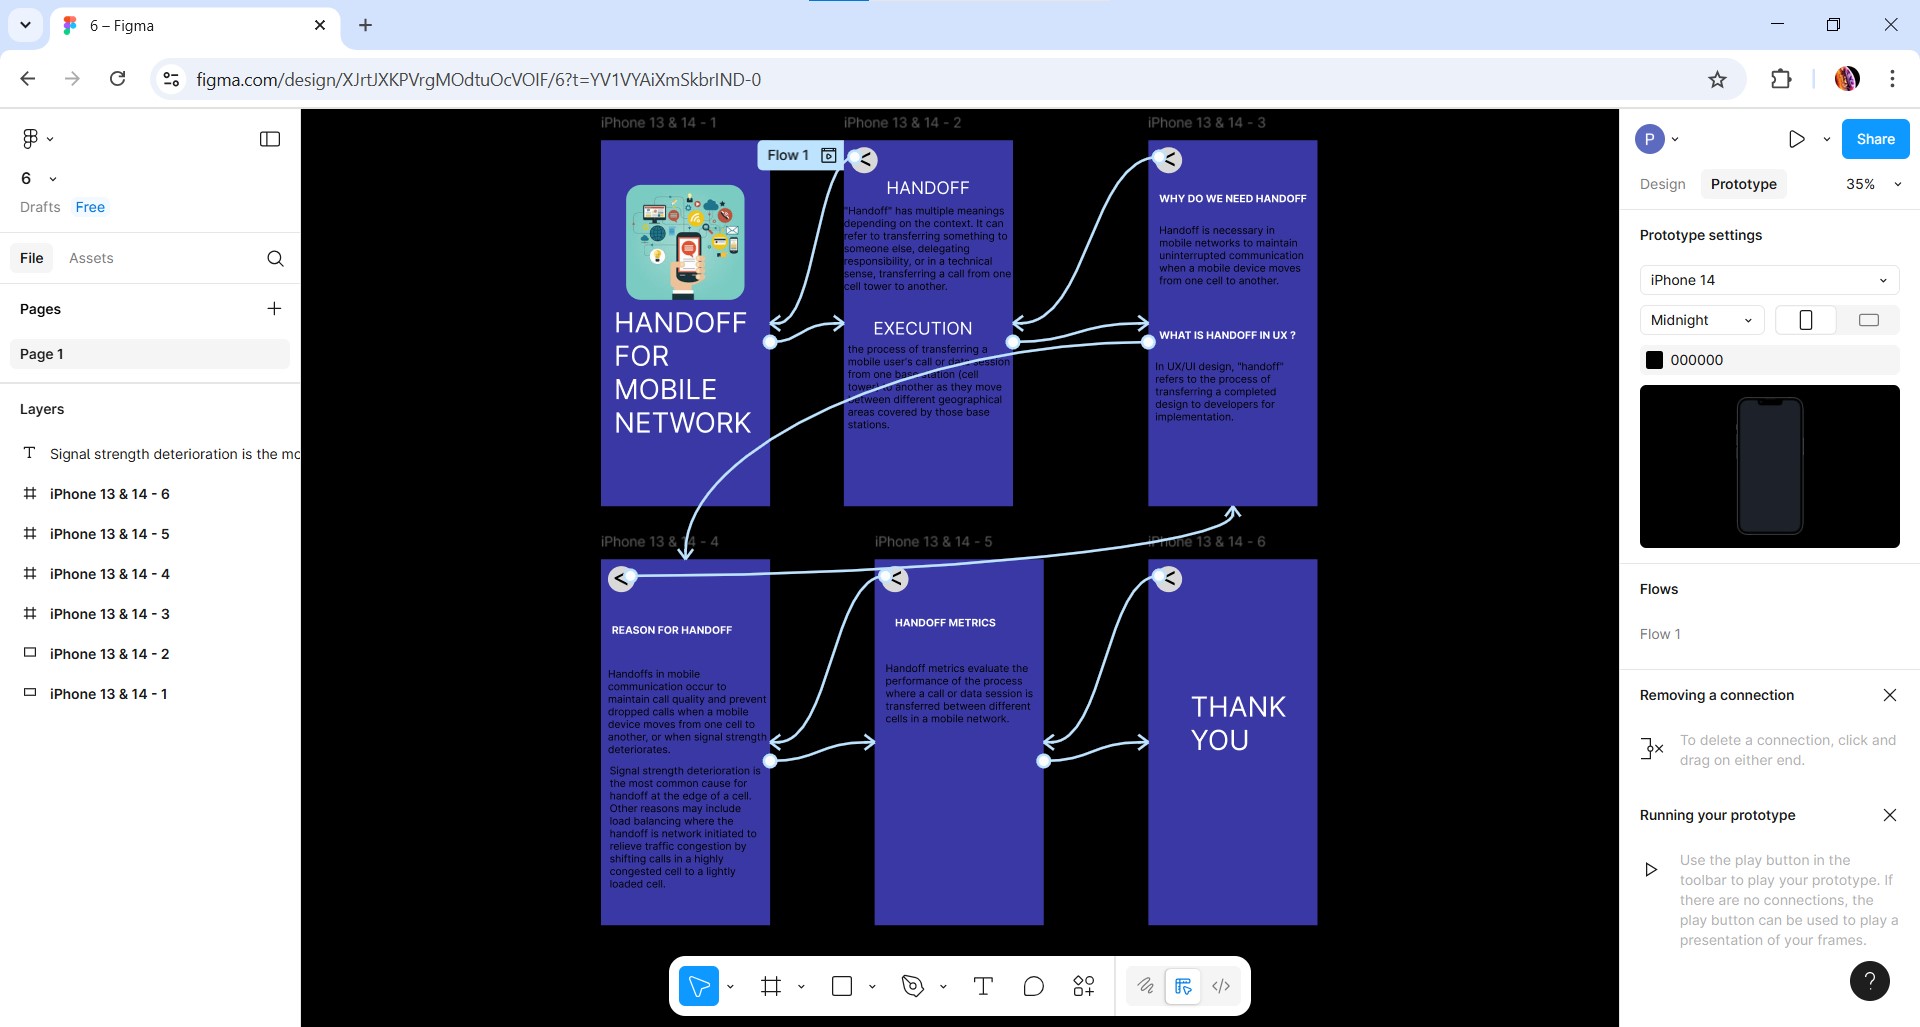 6 – Figma
figma.com/design/XJrtJXKPVrgMOdtuOcVOIF/6?t=YV1VYAiXmSkbrIND-0
6
Drafts Free
File Assets
Pages
Page 1
Layers
Signal strength deterioration is the mo
iPhone 13 & 14 - 6
iPhone 13 & 14 - 5
iPhone 13 & 14 - 4
iPhone 13 & 14 - 3
iPhone 13 & 14 - 2
iPhone 13 & 14 - 1
iPhone 13 & 14 - 1
HANDOFF
FOR
MOBILE
NETWORK
Flow 1
iPhone 13 & 14 - 2
<
HANDOFF
"Handoff" has multiple meanings
depending on the context. It can
refer to transferring something to
someone else, delegating
responsibility, or in a technical
sense, transferring a call from one
cell tower to another.
EXECUTION
the process of transferring a
mobile user's call or data session
from one base station (cell
tower) to another as they move
between different geographical
areas covered by those base
stations.
iPhone 13 & 14 - 3
<
WHY DO WE NEED HANDOFF
Handoff is necessary in
mobile networks to maintain
uninterrupted communication
when a mobile device moves
from one cell to another.
WHAT IS HANDOFF IN UX ?
In UX/UI design, "handoff"
refers to the process of
transferring a completed
design to developers for
implementation.
iPhone 13 & 14 - 4
<
REASON FOR HANDOFF
Handoffs in mobile
communication occur to
maintain call quality and prevent
dropped calls when a mobile
device moves from one cell to
another, or when signal strength
deteriorates.
Signal strength deterioration is
the most common cause for
handoff at the edge of a cell.
Other reasons may include
load balancing where the
handoff is network initiated to
relieve traffic congestion by
shifting calls in a highly
congested cell to a lightly
loaded cell.
iPhone 13 & 14 - 5
<
HANDOFF METRICS
Handoff metrics evaluate the
performance of the process
where a call or data session is
transferred between different
cells in a mobile network.
iPhone 13 & 14 - 6
<
THANK
YOU
P
Share
Design Prototype 35%
Prototype settings
iPhone 14
Midnight
000000
Flows
Flow 1
Removing a connection
To delete a connection, click and
drag on either end.
Running your prototype
Use the play button in the
toolbar to play your prototype. If
there are no connections, the
play button can be used to play a
presentation of your frames.
?